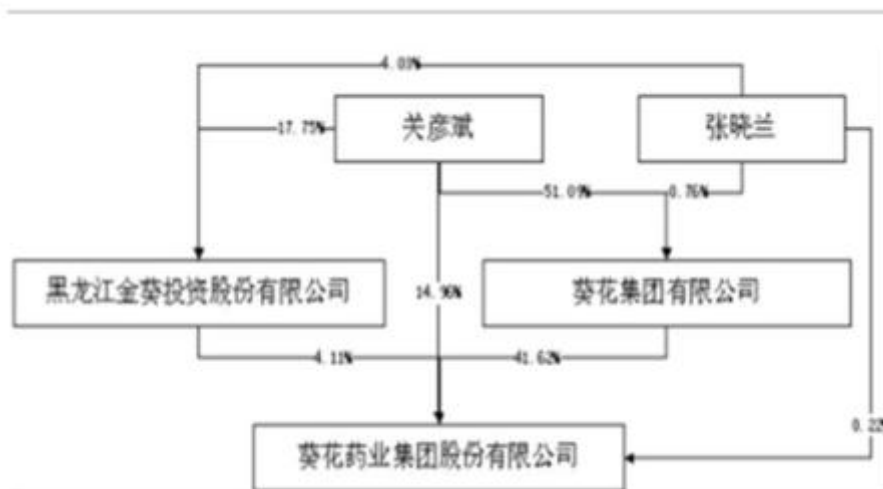 4.03%
17.75%
关彦斌
张晓兰
51.09%
0.76%
黑龙江金葵投资股份有限公司
14.96%
葵花集团有限公司
4.11%
41.62%
0.22%
葵花药业集团股份有限公司